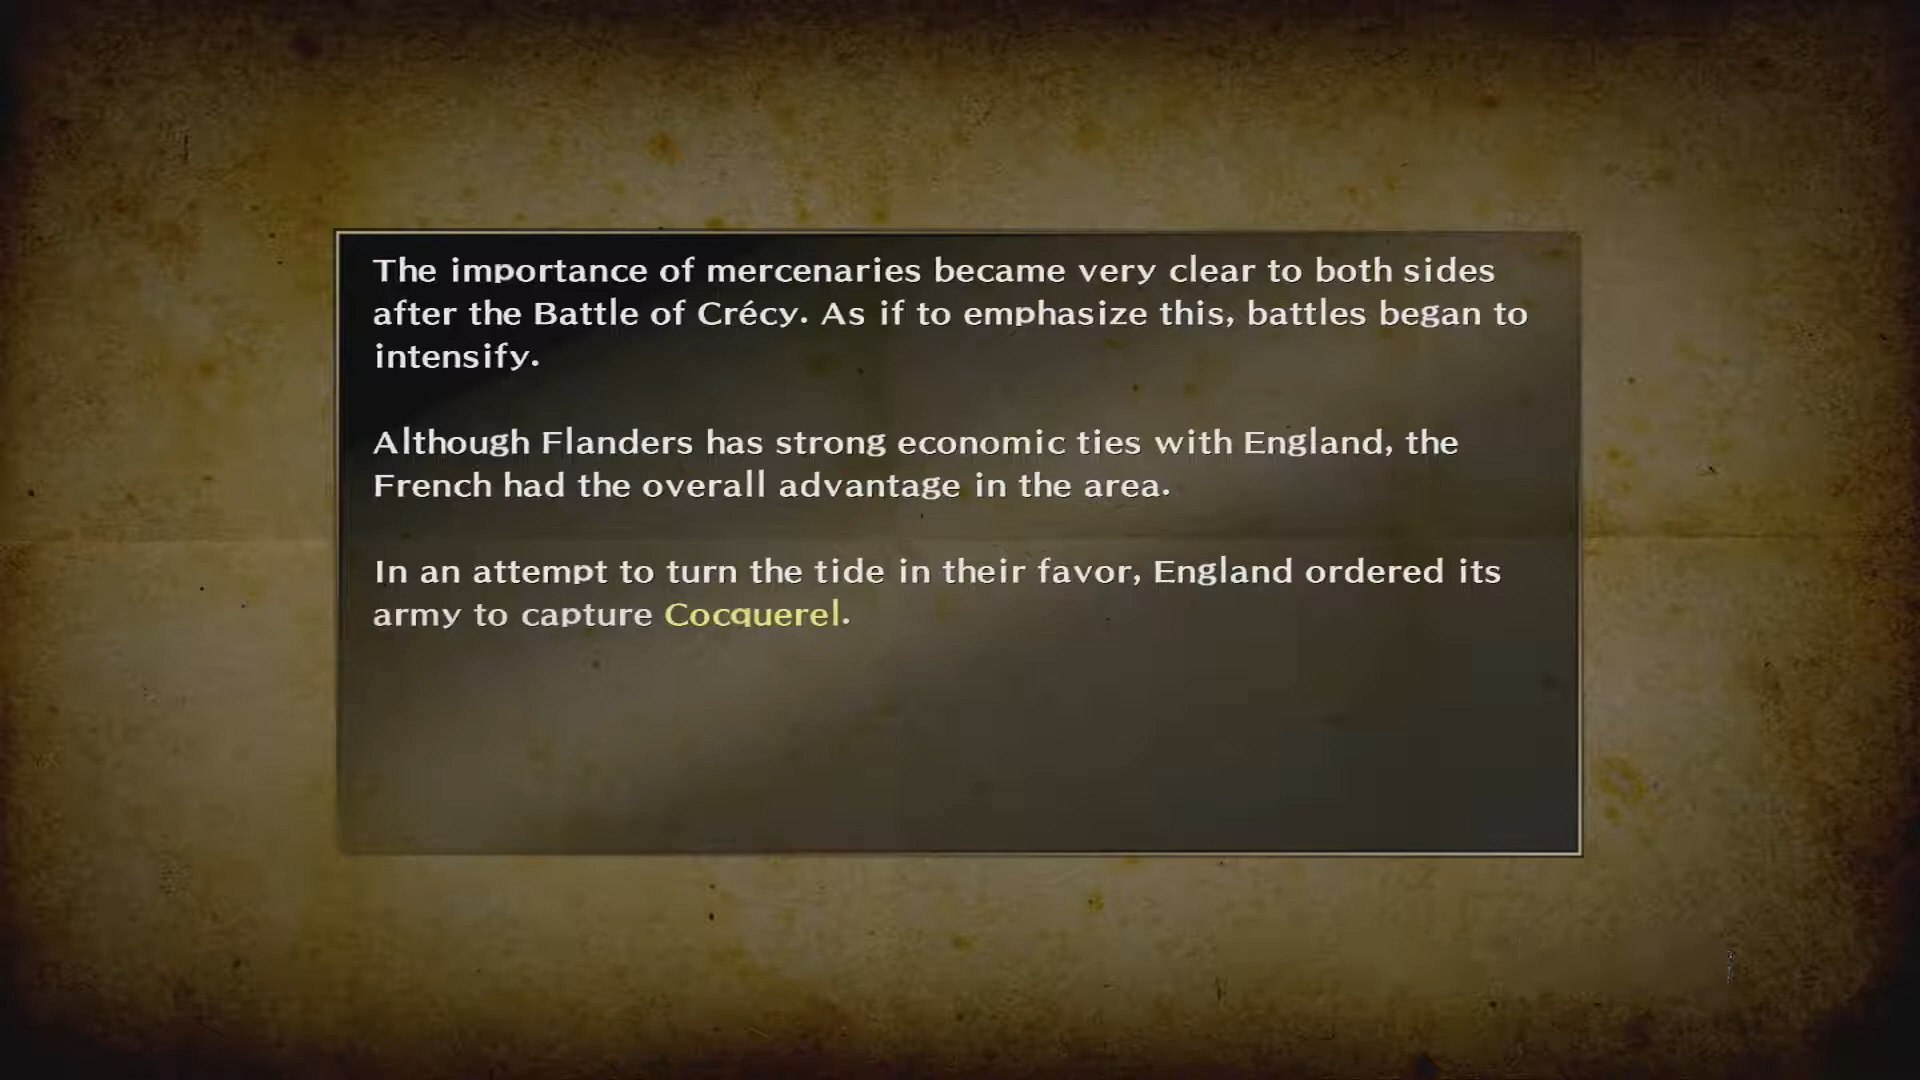 The importance of mercenaries became very clear to both sides
after the Battle of Crécy. As if to emphasize this, battles began to
intensify.
Although Flanders has strong economic ties with England, the
French had the overall advantage in the area.
In an attempt to turn the tide in their favor, England ordered its
army to capture Cocquerel.